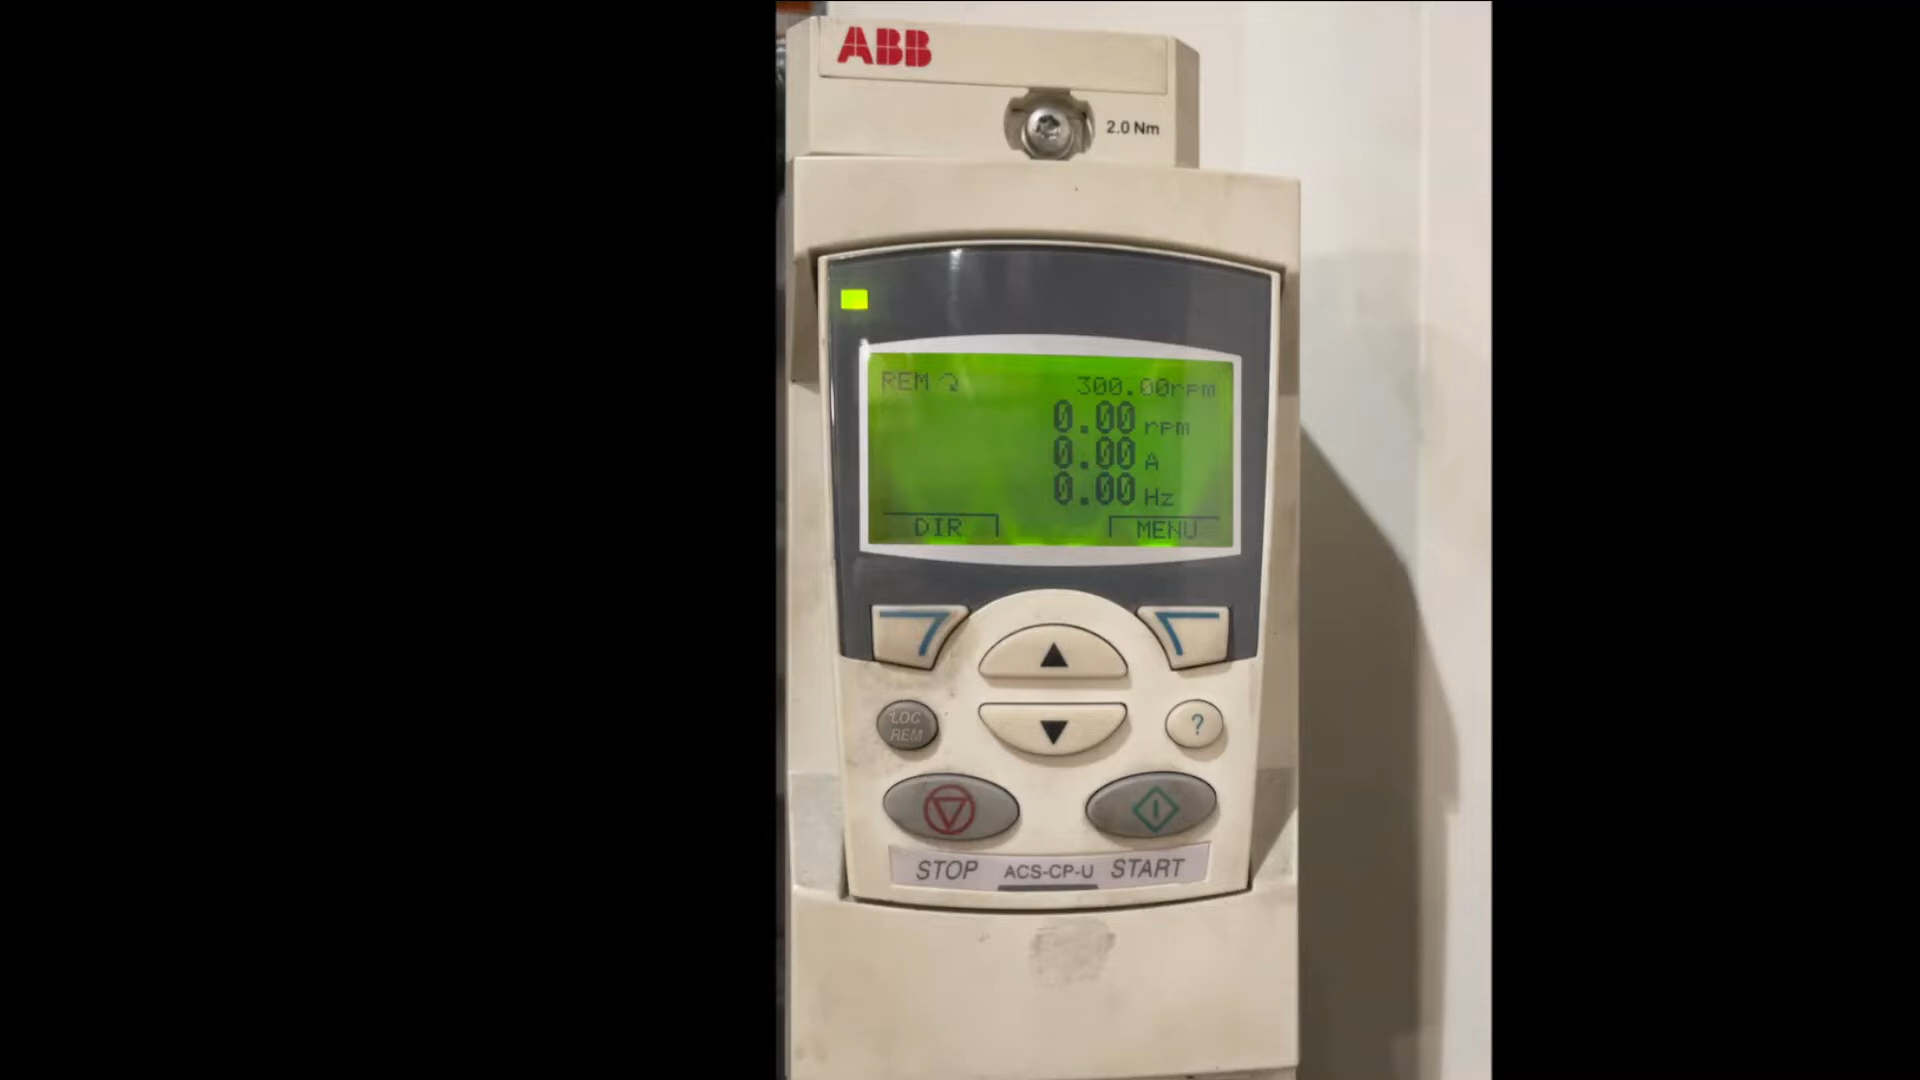 ABB
2.0 Nm
REM 300.00rpm
0.00 rpm
0.00 A
0.00 Hz
DIR MENU
LOC
REM
?
STOP ACS-CP-U START